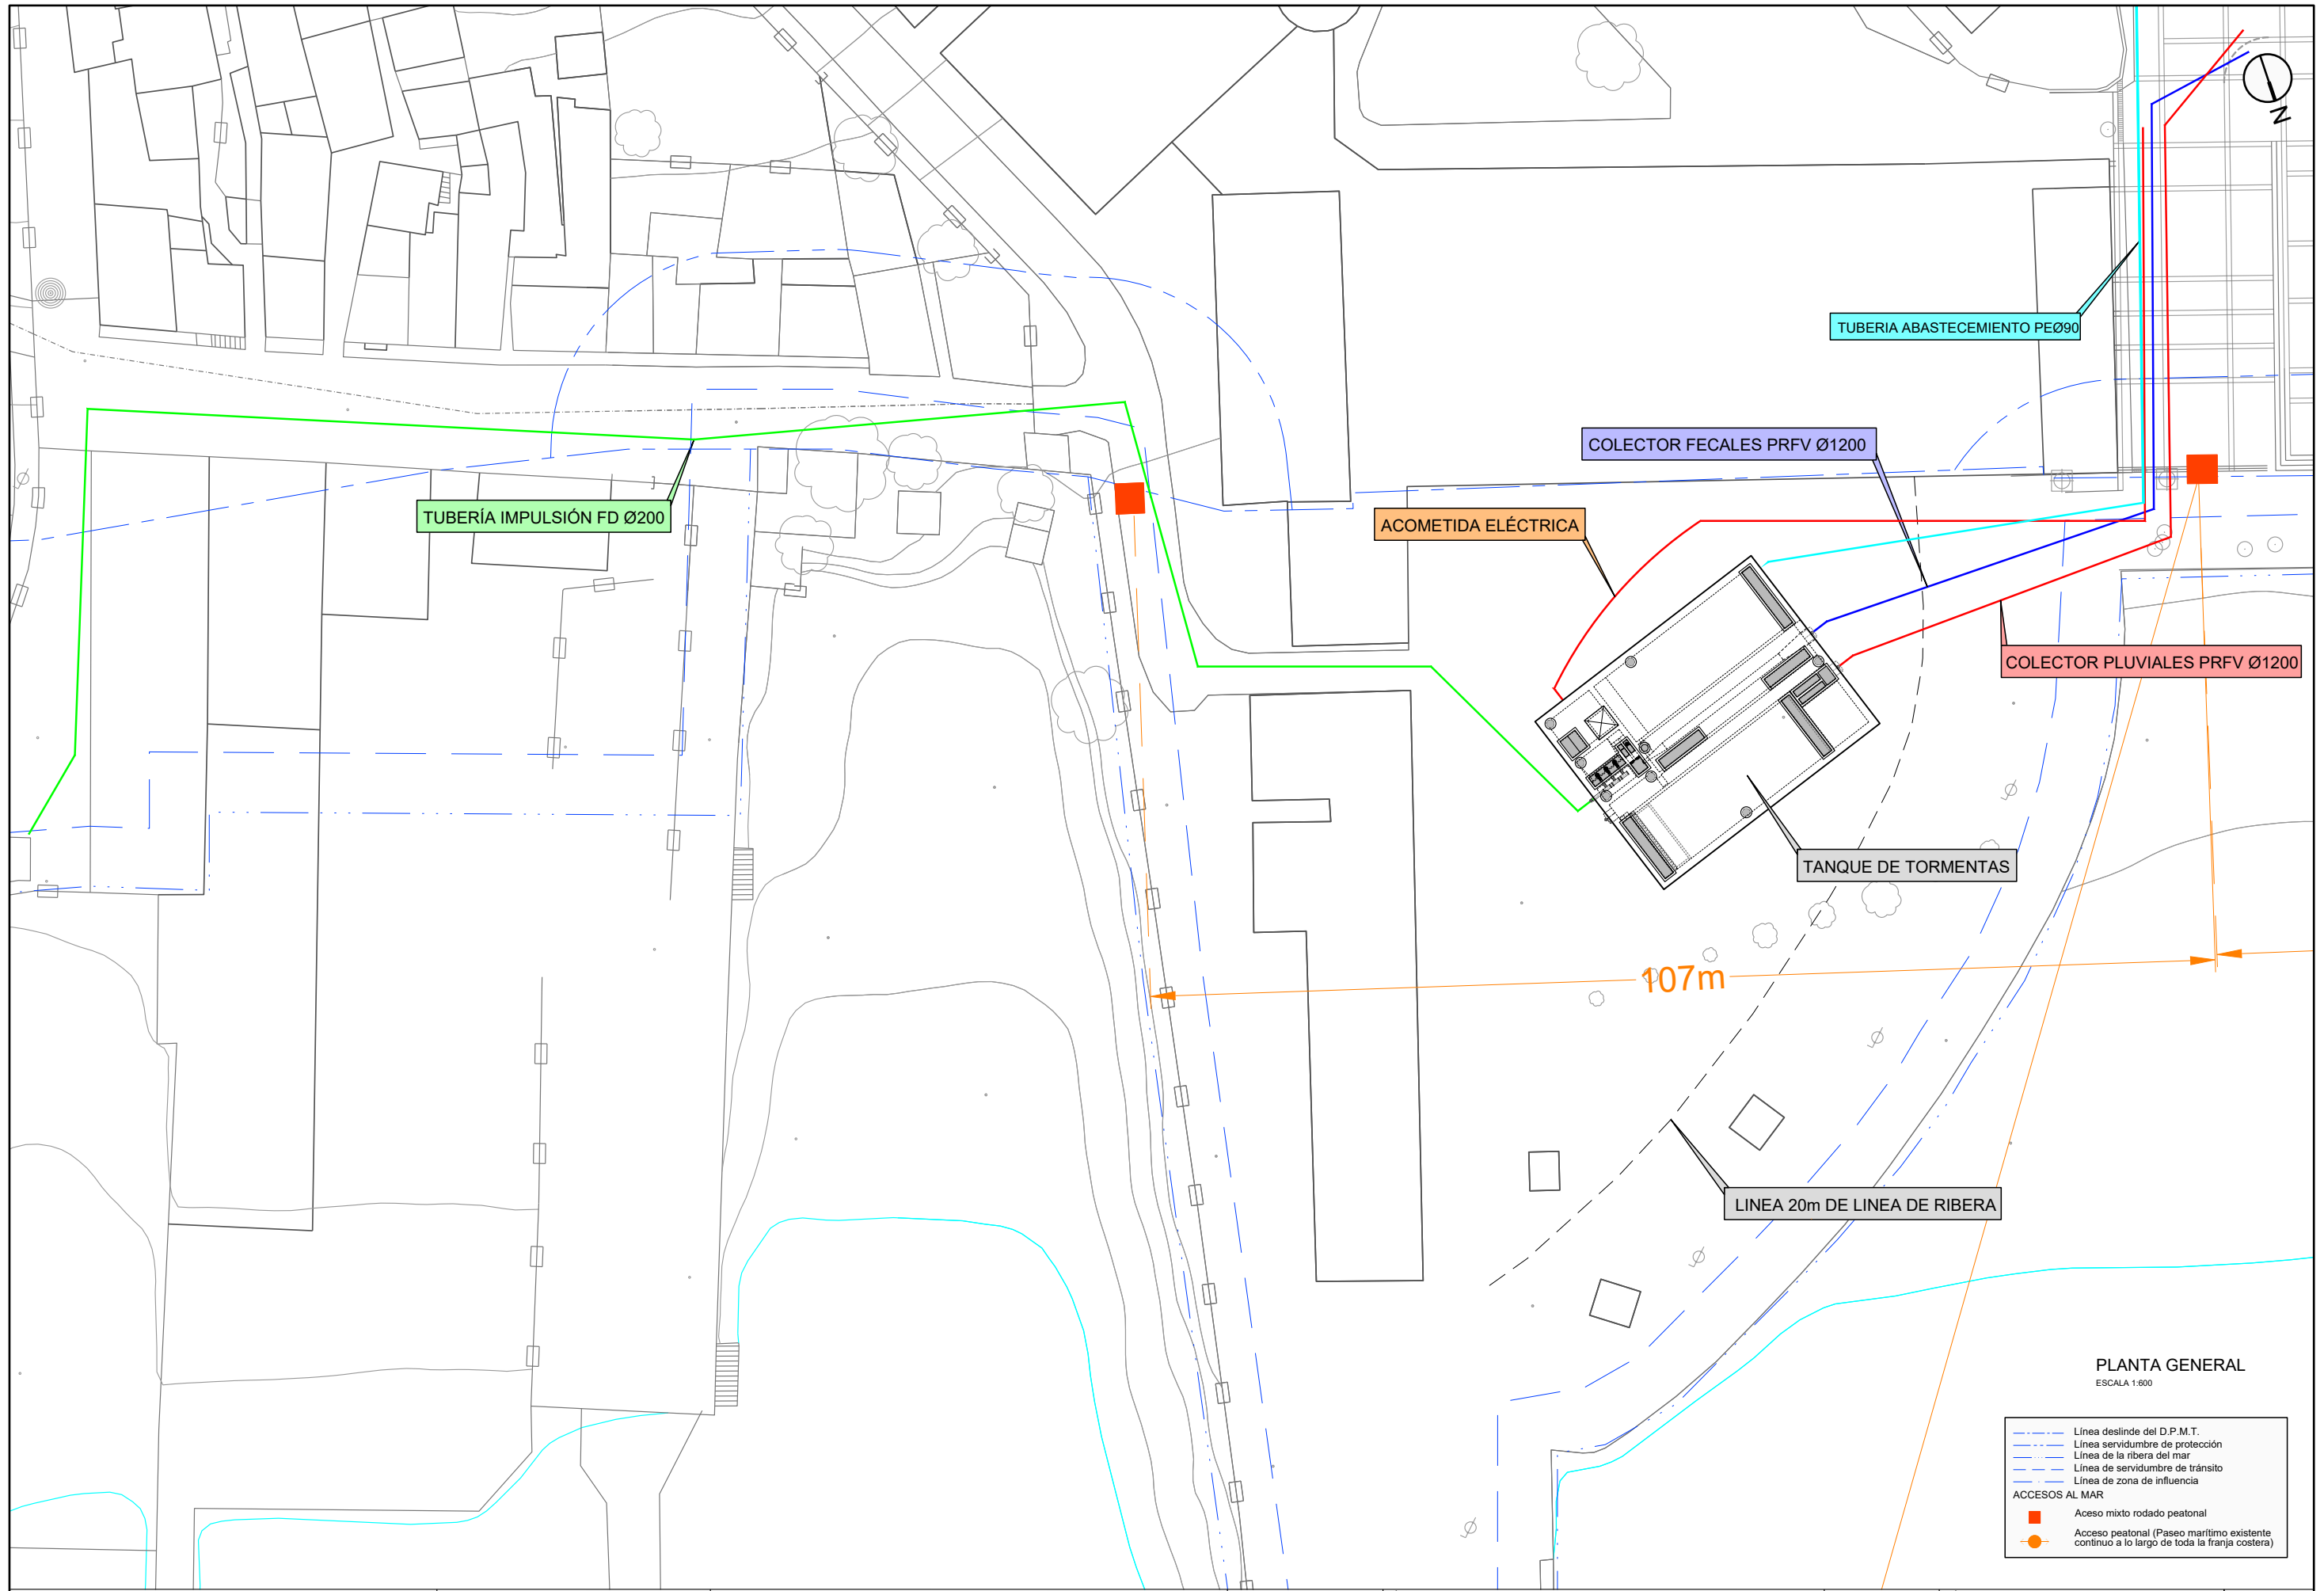 N
TUBERIA ABASTECEMIENTO PEØ90
COLECTOR FECALES PRFV Ø1200
TUBERÍA IMPULSIÓN FD Ø200
ACOMETIDA ELÉCTRICA
COLECTOR PLUVIALES PRFV Ø1200
TANQUE DE TORMENTAS
107m
LINEA 20m DE LINEA DE RIBERA
PLANTA GENERAL
ESCALA 1:600
Línea deslinde del D.P.M.T.
Línea servidumbre de protección
Línea de la ribera del mar
Línea de servidumbre de tránsito
Línea de zona de influencia
ACCESOS AL MAR
Aceso mixto rodado peatonal
Acceso peatonal (Paseo marítimo existente
continuo a lo largo de toda la franja costera)